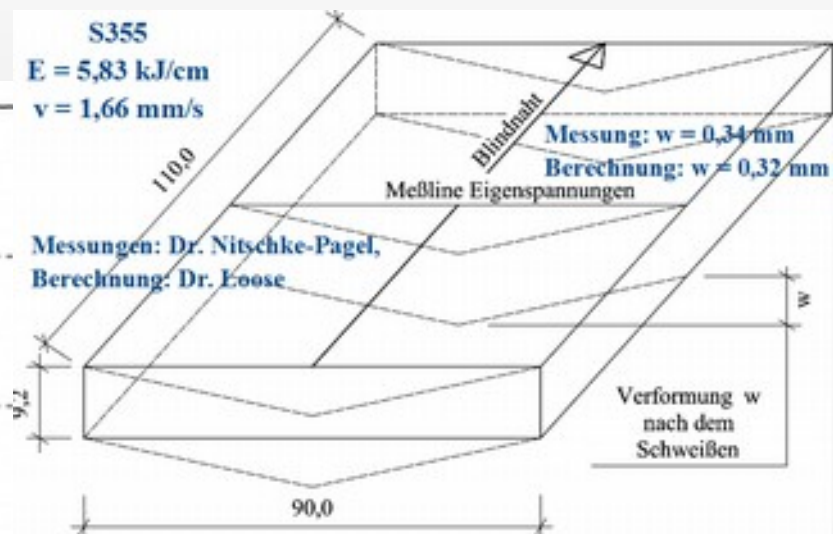 S355
E = 5,83 kJ/cm
v = 1,66 mm/s
110,0
Blindnaht
Messung: w = 0,34 mm
Berechnung: w = 0,32 mm
Meßline Eigenspannungen
Messungen: Dr. Nitschke-Pagel,
Berechnung: Dr. Loose
w
9,2
Verformung w
nach dem
Schweißen
90,0